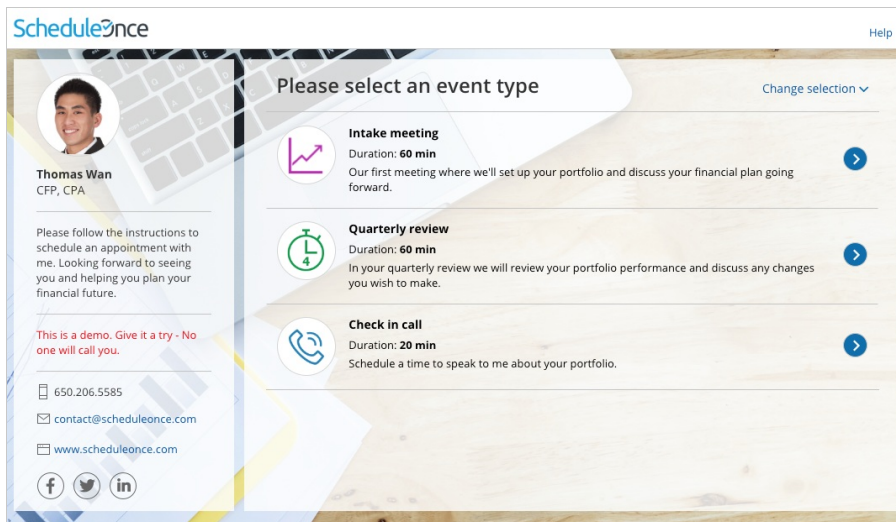 ScheduleOnce
Help
Thomas Wan
CFP, CPA
Please follow the instructions to
schedule an appointment with
me. Looking forward to seeing
you and helping you plan your
financial future.
This is a demo. Give it a try - No
one will call you.
650.206.5585
contact@scheduleonce.com
www.scheduleonce.com
f
in
Please select an event type
Change selection
Intake meeting
Duration: 60 min
Our first meeting where we'll set up your portfolio and discuss your financial plan going
forward.
4
Quarterly review
Duration: 60 min
In your quarterly review we will review your portfolio performance and discuss any changes
you wish to make.
Check in call
Duration: 20 min
Schedule a time to speak to me about your portfolio.